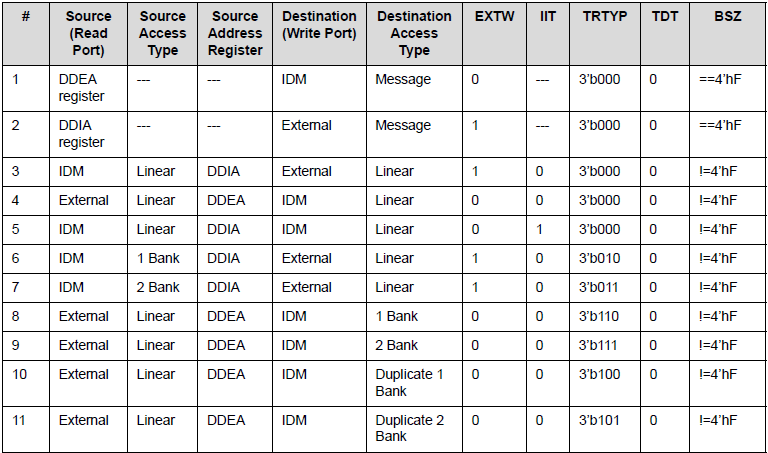 # Source (Read Port) Source Access Type Source Address Register Destination (Write Port) Destination Access Type EXTW IIT TRTYP TDT BSZ
1 DDEA register --- --- IDM Message 0 --- 3'b000 0 ==4'hF
2 DDIA register --- --- External Message 1 --- 3'b000 0 ==4'hF
3 IDM Linear DDIA External Linear 1 0 3'b000 0 !=4'hF
4 External Linear DDEA IDM Linear 0 0 3'b000 0 !=4'hF
5 IDM Linear DDIA IDM Linear 0 1 3'b000 0 !=4'hF
6 IDM 1 Bank DDIA External Linear 1 0 3'b010 0 !=4'hF
7 IDM 2 Bank DDIA External Linear 1 0 3'b011 0 !=4'hF
8 External Linear DDEA IDM 1 Bank 0 0 3'b110 0 !=4'hF
9 External Linear DDEA IDM 2 Bank 0 0 3'b111 0 !=4'hF
10 External Linear DDEA IDM Duplicate 1 Bank 0 0 3'b100 0 !=4'hF
11 External Linear DDEA IDM Duplicate 2 Bank 0 0 3'b101 0 !=4'hF